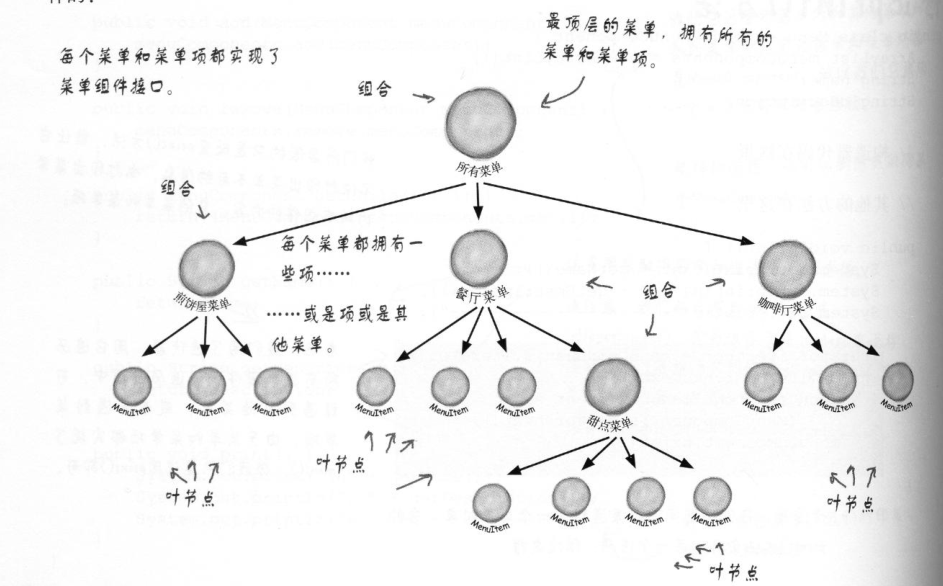 每个菜单和菜单项都实现了
菜单组件接口。
最顶层的菜单，拥有所有的
菜单和菜单项。
组合
所有菜单
组合
每个菜单都拥有一
些项……
……或是项或是其
他菜单。
煎饼屋菜单
餐厅菜单
组合
咖啡厅菜单
MenuItem
MenuItem
MenuItem
MenuItem
MenuItem
MenuItem
甜点菜单
MenuItem
MenuItem
MenuItem
叶节点
叶节点
叶节点
MenuItem
MenuItem
MenuItem
MenuItem
叶节点